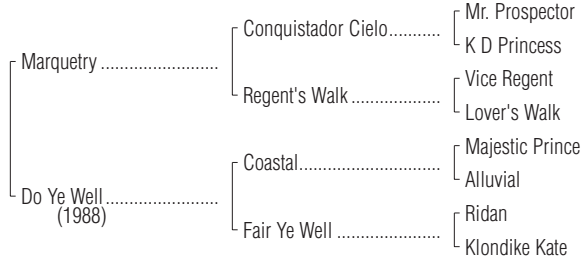 Mr. Prospector
Conquistador Cielo...........
K D Princess
Marquetry ........................
Vice Regent
Regent's Walk ..................
Lover's Walk
Majestic Prince
Coastal............................
Alluvial
Do Ye Well.......................
(1988)
Ridan
Fair Ye Well .....................
Klondike Kate